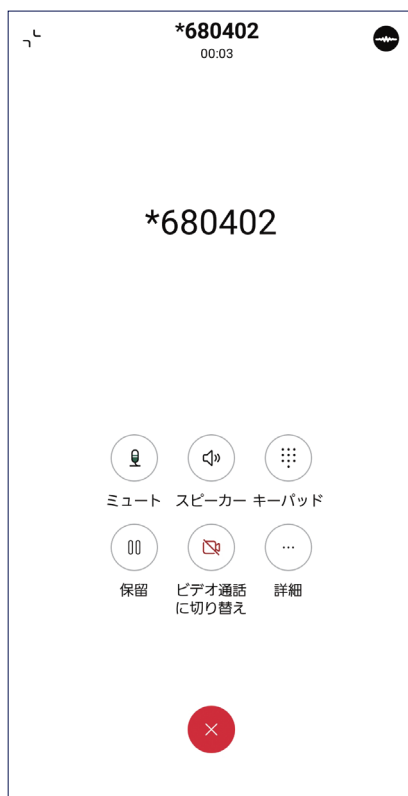 *680402
00:03
*680402
ミュート スピーカー キーパッド
保留 ビデオ通話 詳細
に切り替え